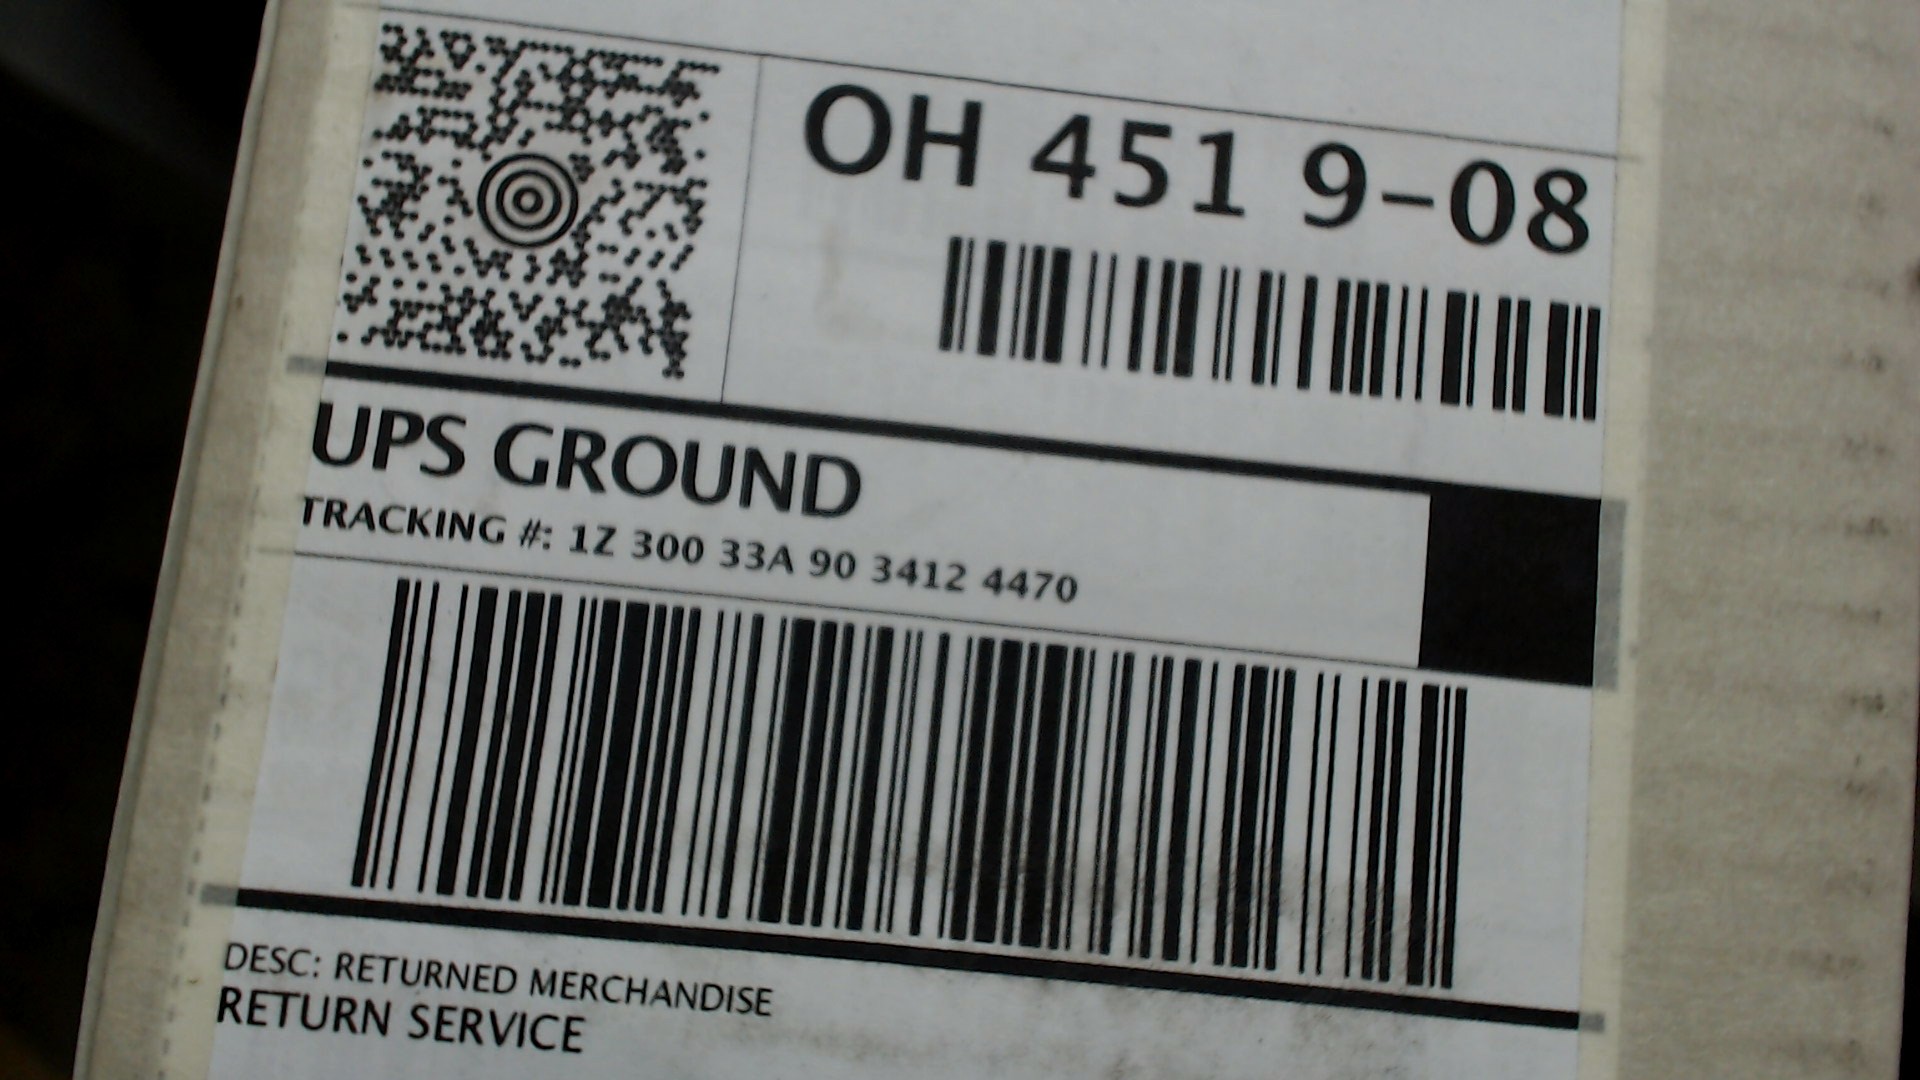 OH 451 9-08
UPS GROUND
TRACKING #: 1Z 300 33A 90 3412 4470
DESC: RETURNED MERCHANDISE
RETURN SERVICE